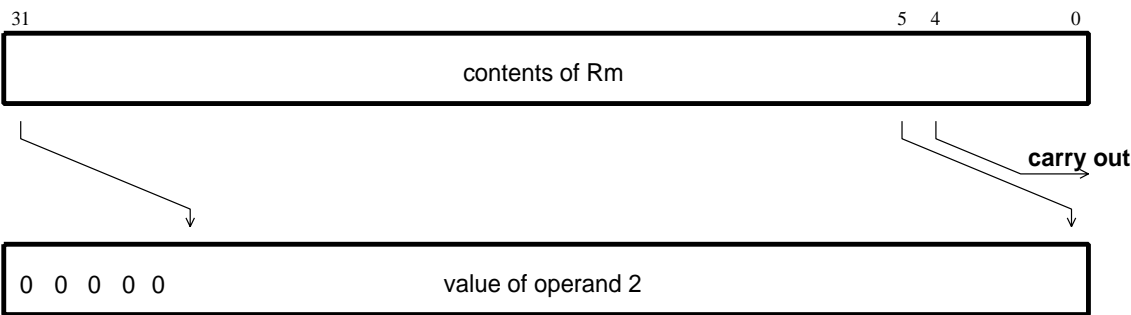 31 5 4 0
contents of Rm
carry out
0 0 0 0 0 value of operand 2